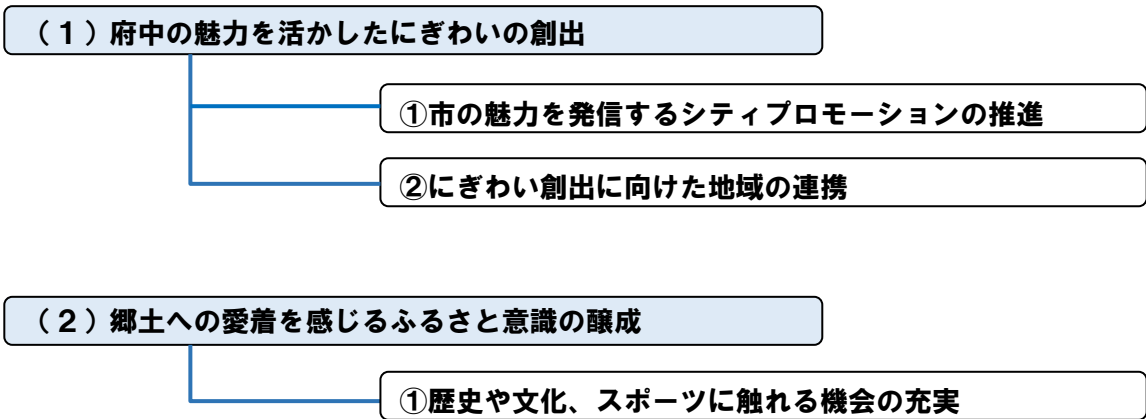 （１）府中の魅力を活かしたにぎわいの創出
①市の魅力を発信するシティプロモーションの推進
②にぎわい創出に向けた地域の連携
（２）郷土への愛着を感じるふるさと意識の醸成
①歴史や文化、スポーツに触れる機会の充実